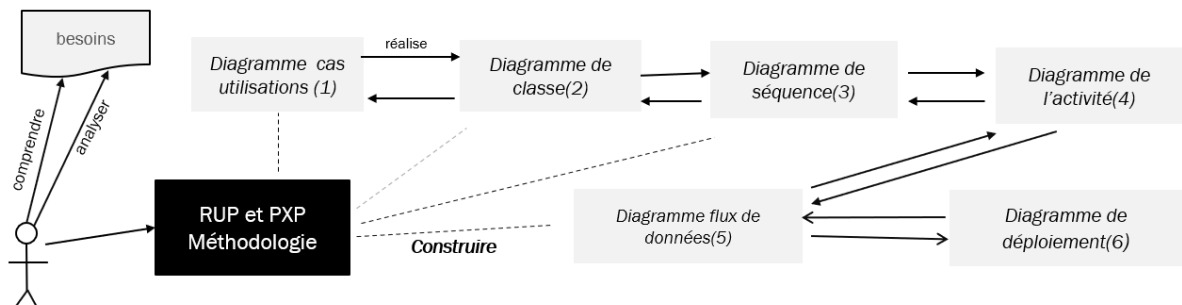 besoins
comprendre
analyser
Diagramme cas
utilisations (1)
réalise
Diagramme de
classe(2)
Diagramme de
séquence(3)
Diagramme de
l'activité(4)
RUP et PXP
Méthodologie
Construire
Diagramme flux de
données(5)
Diagramme de
déploiement(6)